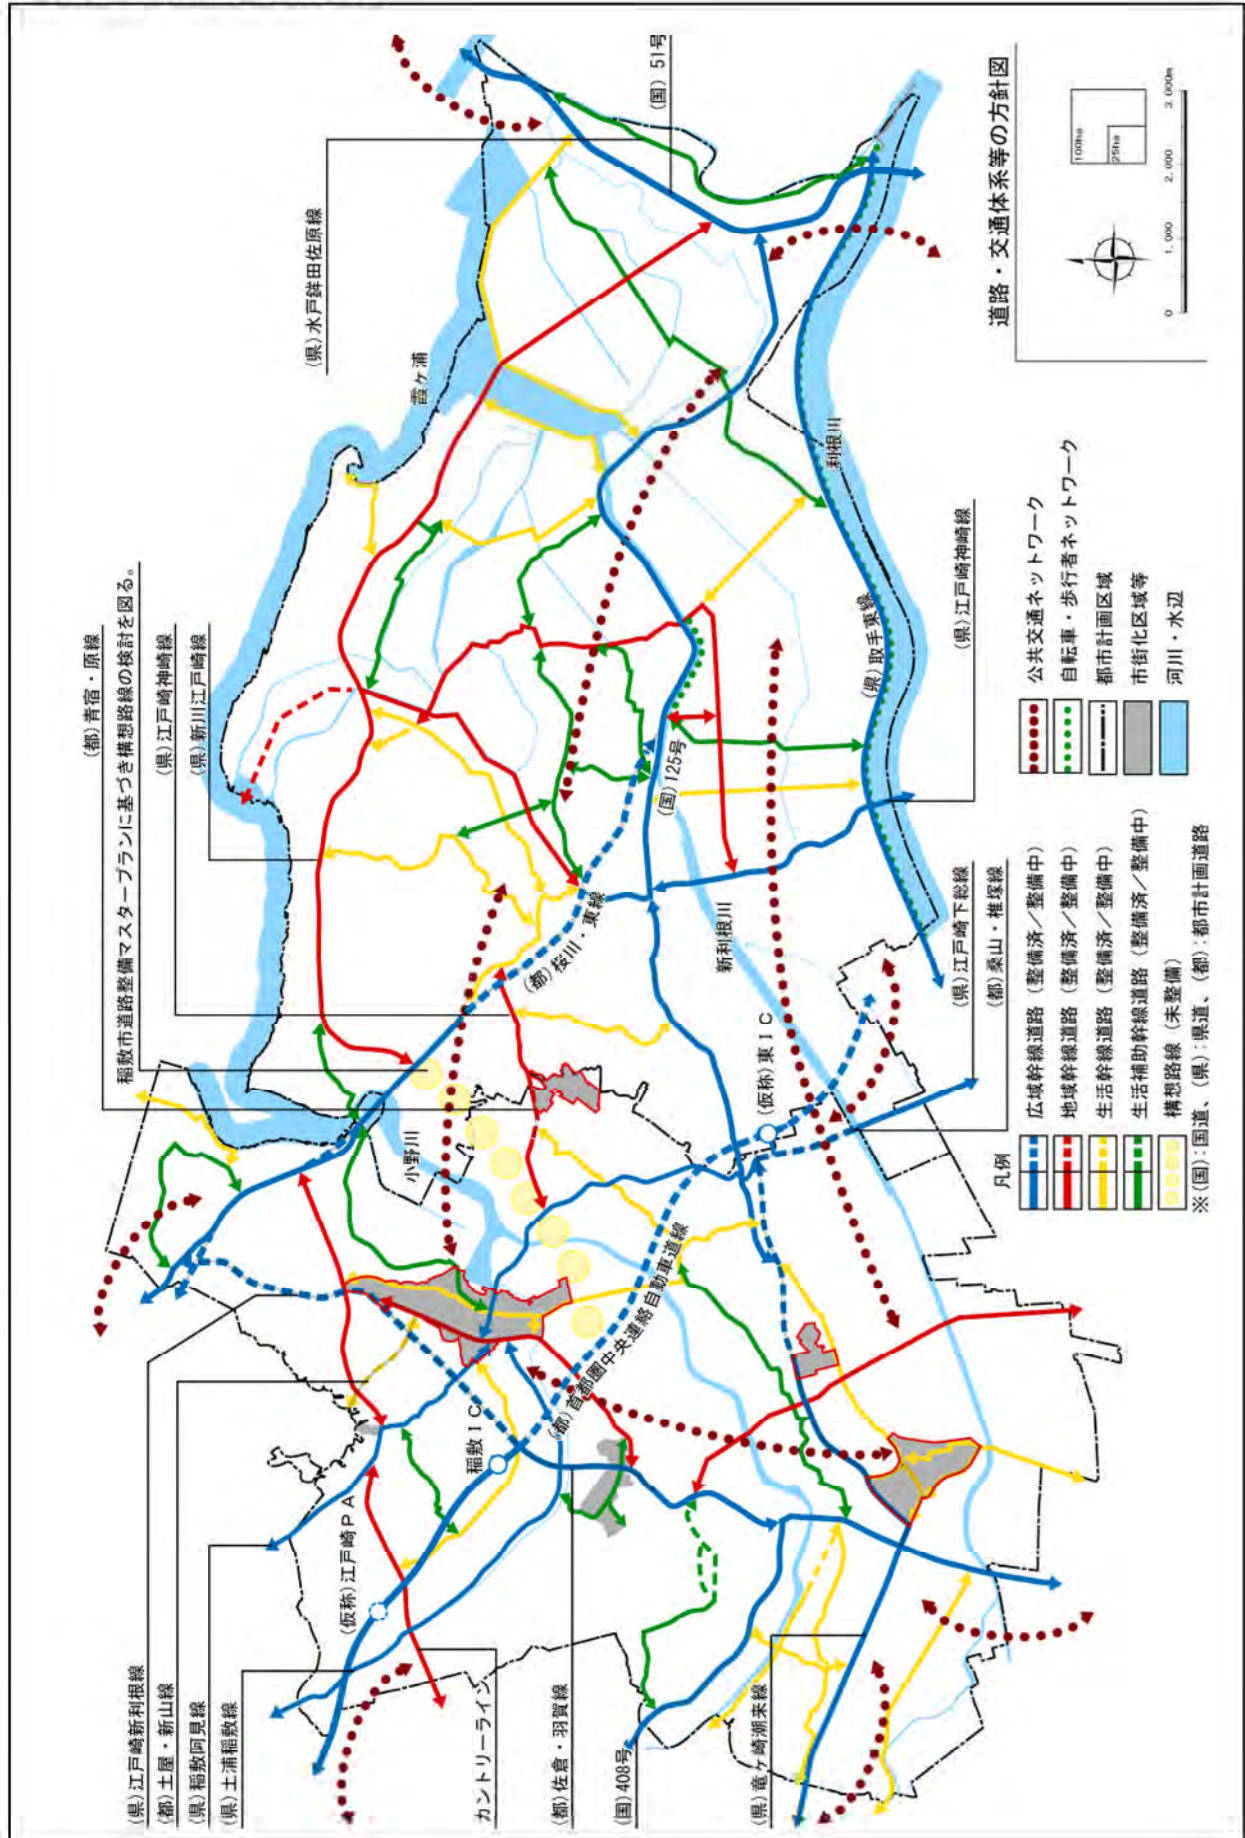 道路・交通体系等の方針図
100ha
25ha
0
1,000
2,000
3,000m
(国) 51号
(県)水戸鉾田佐原線
霞ヶ浦
稲敷市道路整備マスタープランに基づき構想路線の検討を図る。
(都)青宿・原線
(県)江戸崎神崎線
(県)新川江戸崎線
利根川
(県)取手東線
(県)江戸崎神崎線
(国)125号
(都)桜川・東線
新利根川
(県)江戸崎下総線
(都)桑山・椎塚線
(仮称)東IC
小野川
(都)首都圏中央連絡自動車道線
稲敷IC
(仮称)江戸崎PA
(県)江戸崎新利根線
(都)土屋・新山線
(県)稲敷阿見線
(県)土浦稲敷線
カントリーライン
(都)佐倉・羽賀線
(国)408号
(県)竜ヶ崎潮来線
凡例
広域幹線道路(整備済/整備中)
地域幹線道路(整備済/整備中)
生活幹線道路(整備済/整備中)
生活補助幹線道路(整備済/整備中)
構想路線(未整備)
公共交通ネットワーク
自転車・歩行者ネットワーク
都市計画区域
市街化区域等
河川・水辺
※(国):国道、(県):県道、(都):都市計画道路